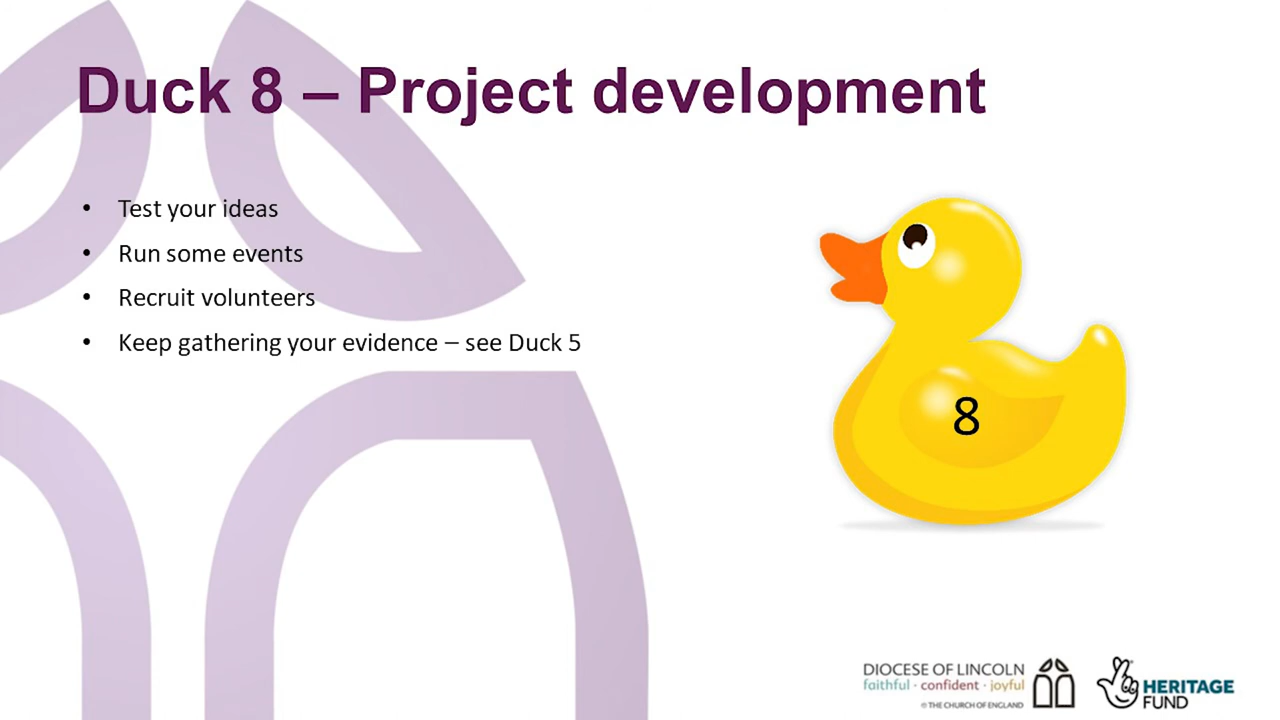 Duck 8 – Project development
• Test your ideas
• Run some events
• Recruit volunteers
• Keep gathering your evidence – see Duck 5
8
DIOCESE OF LINCOLN
faithful · confident · joyful
© THE CHURCH OF ENGLAND
HERITAGE
FUND